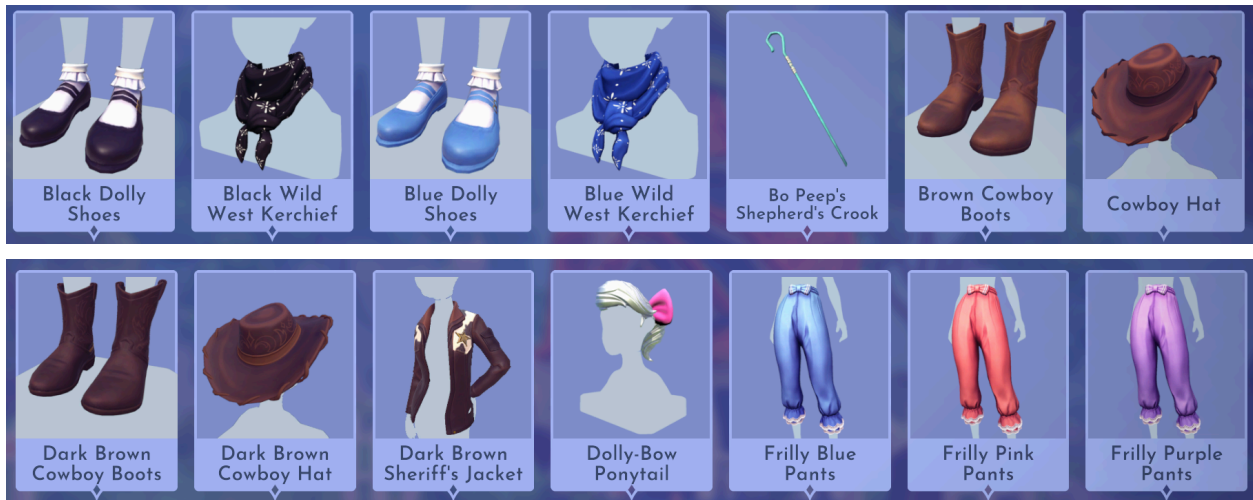 Black Dolly
Shoes
Black Wild
West Kerchief
Blue Dolly
Shoes
Blue Wild
West Kerchief
Bo Peep's
Shepherd's Crook
Brown Cowboy
Boots
Cowboy Hat
Dark Brown
Cowboy Boots
Dark Brown
Cowboy Hat
Dark Brown
Sheriff's Jacket
Dolly-Bow
Ponytail
Frilly Blue
Pants
Frilly Pink
Pants
Frilly Purple
Pants